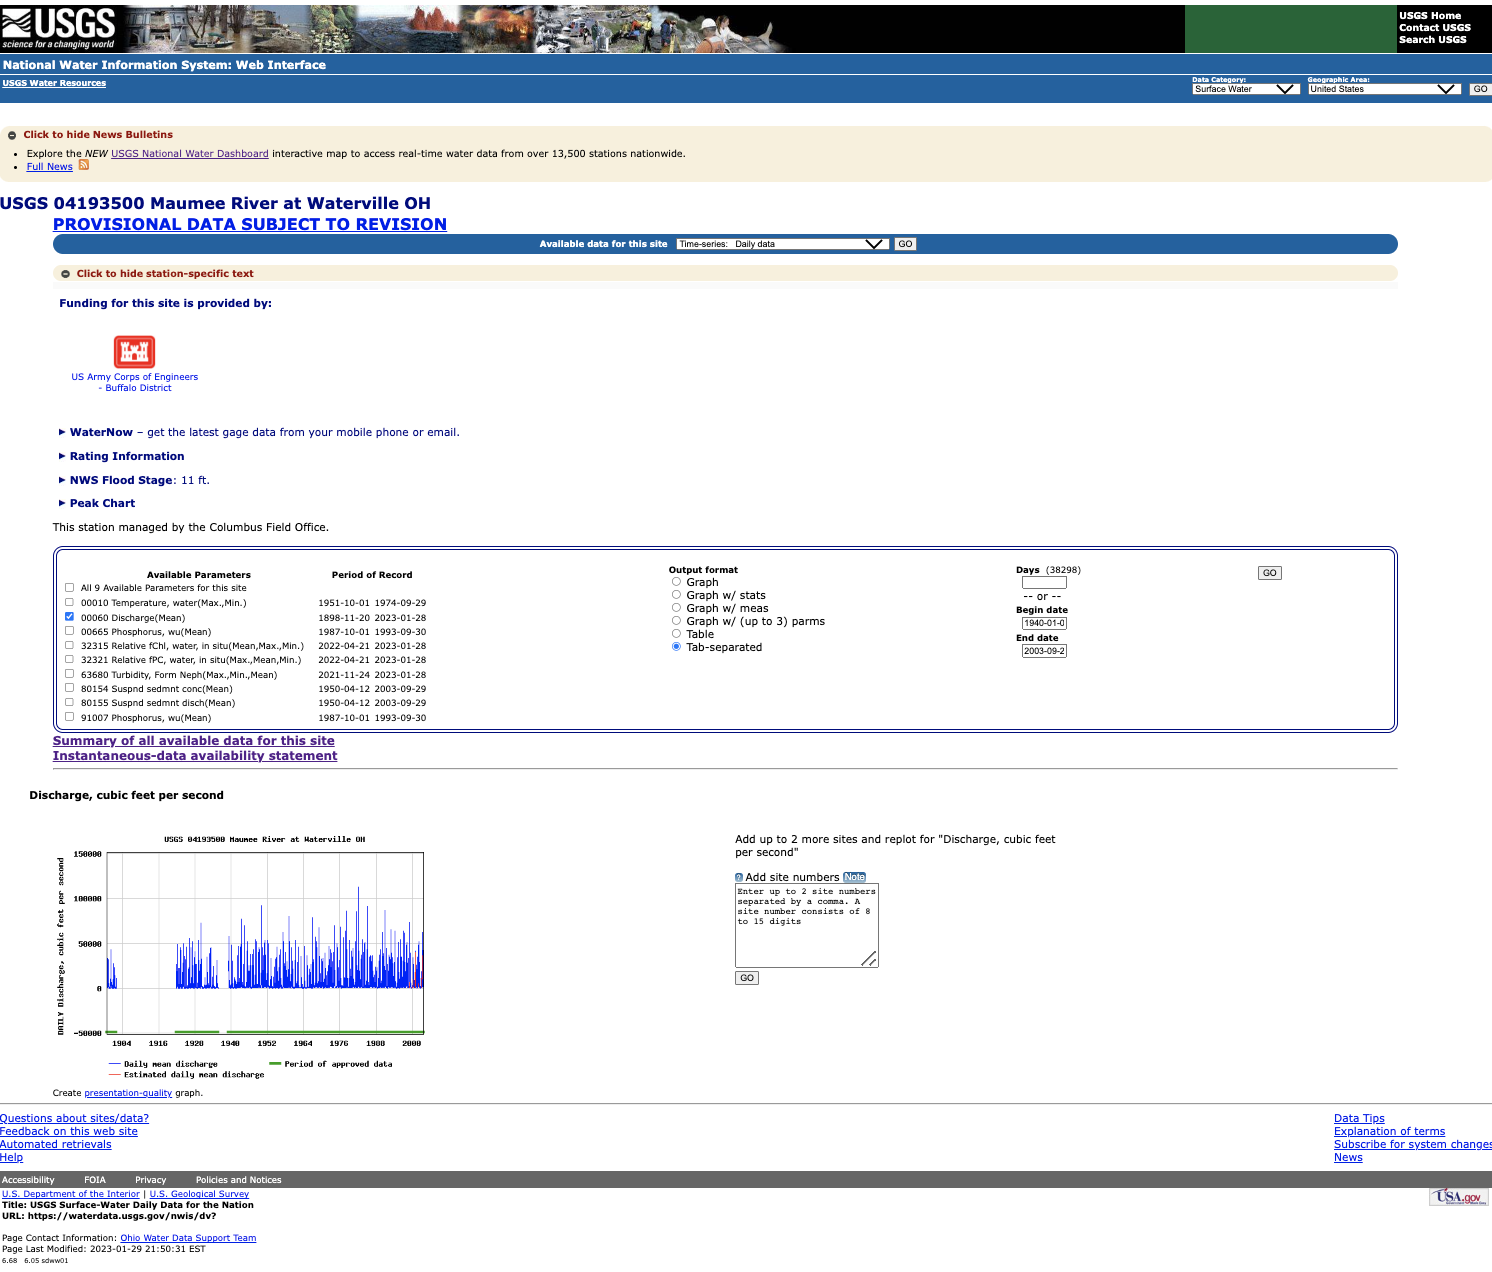 USGS
science for a changing world
USGS Home
Contact USGS
Search USGS
National Water Information System: Web Interface
USGS Water Resources
Data Category:
Geographic Area:
Surface Water
United States
GO
Click to hide News Bulletins
Explore the NEW USGS National Water Dashboard interactive map to access real-time water data from over 13,500 stations nationwide.
Full News
USGS 04193500 Maumee River at Waterville OH
PROVISIONAL DATA SUBJECT TO REVISION
Available data for this site Time-series: Daily data GO
Click to hide station-specific text
Funding for this site is provided by:
US Army Corps of Engineers
- Buffalo District
WaterNow – get the latest gage data from your mobile phone or email.
Rating Information
NWS Flood Stage: 11 ft.
Peak Chart
This station managed by the Columbus Field Office.
Available Parameters Period of Record
All 9 Available Parameters for this site
00010 Temperature, water(Max.,Min.) 1951-10-01 1974-09-29
00060 Discharge(Mean) 1898-11-20 2023-01-28
00665 Phosphorus, wu(Mean) 1987-10-01 1993-09-30
32315 Relative fChl, water, in situ(Mean,Max.,Min.) 2022-04-21 2023-01-28
32321 Relative fPC, water, in situ(Max.,Mean,Min.) 2022-04-21 2023-01-28
63680 Turbidity, Form Neph(Max.,Min.,Mean) 2021-11-24 2023-01-28
80154 Suspnd sedmnt conc(Mean) 1950-04-12 2003-09-29
80155 Suspnd sedmnt disch(Mean) 1950-04-12 2003-09-29
91007 Phosphorus, wu(Mean) 1987-10-01 1993-09-30
Output format
Graph
Graph w/ stats
Graph w/ meas
Graph w/ (up to 3) parms
Table
Tab-separated
Days (38298)
-- or --
Begin date
1940-01-0
End date
2003-09-2
GO
Summary of all available data for this site
Instantaneous-data availability statement
Discharge, cubic feet per second
USGS 04193500 Maumee River at Waterville OH
DAILY Discharge, cubic feet per second
150000
100000
50000
0
-50000
1904 1916 1928 1940 1952 1964 1976 1988 2000
Daily mean discharge
Period of approved data
Estimated daily mean discharge
Create presentation-quality graph.
Add up to 2 more sites and replot for "Discharge, cubic feet
per second"
? Add site numbers Note
Enter up to 2 site numbers
separated by a comma. A
site number consists of 8
to 15 digits
GO
Questions about sites/data?
Feedback on this web site
Automated retrievals
Help
Data Tips
Explanation of terms
Subscribe for system changes
News
Accessibility FOIA Privacy Policies and Notices
U.S. Department of the Interior | U.S. Geological Survey
Title: USGS Surface-Water Daily Data for the Nation
URL: https://waterdata.usgs.gov/nwis/dv?
USA.gov
Page Contact Information: Ohio Water Data Support Team
Page Last Modified: 2023-01-29 21:50:31 EST
6.68 6.05 sdww01